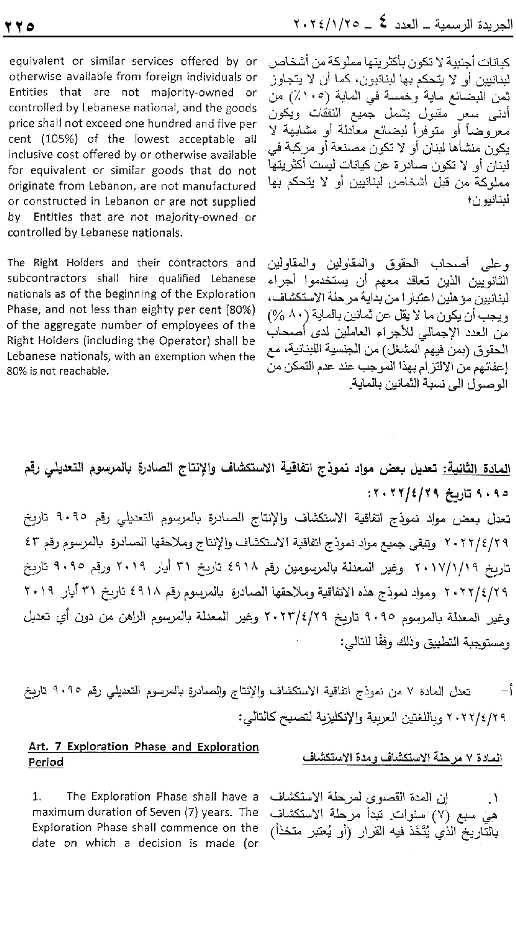 الجريدة الرسمية – العدد ٤ – ٢٠٢٤/١/٢٥
٢٢٥
equivalent or similar services offered by or
otherwise available from foreign individuals or
Entities that are not majority-owned or
controlled by Lebanese national, and the goods
price shall not exceed one hundred and five per
cent (105%) of the lowest acceptable all
inclusive cost offered by or otherwise available
for equivalent or similar goods that do not
originate from Lebanon, are not manufactured
or constructed in Lebanon or are not supplied
by Entities that are not majority-owned or
controlled by Lebanese nationals.
كيانات أجنبية لا تكون بأكثريتها مملوكة من أشخاص
لبنانيين أو لا يتحكم بها لبنانيون، كما أن لا يتجاوز
ثمن البضائع ماية وخمسة في الماية (١٠٥٪) من
أدنى سعر مقبول يشمل جميع النفقات ويكون
معروضاً أو متوفراً لبضائع معادلة أو مشابهة لا
يكون منشأها لبنان أو لا تكون مصنعة أو مركبة في
لبنان أو لا تكون صادرة عن كيانات ليست أكثريتها
مملوكة من قبل أشخاص لبنانيين أو لا يتحكم بها
لبنانيون؛
The Right Holders and their contractors and
subcontractors shall hire qualified Lebanese
nationals as of the beginning of the Exploration
Phase, and not less than eighty per cent (80%)
of the aggregate number of employees of the
Right Holders (including the Operator) shall be
Lebanese nationals, with an exemption when the
80% is not reachable.
وعلى أصحاب الحقوق والمقاولين والمقاولين
الثانويين الذين تعاقد معهم أن يستخدموا أجراء
لبنانيين مؤهلين اعتباراً من بداية مرحلة الاستكشاف،
ويجب أن يكون ما لا يقل عن ثمانين بالماية (٨٠ %)
من العدد الإجمالي للأجراء العاملين لدى أصحاب
الحقوق (بمن فيهم المشغل) من الجنسية اللبنانية، مع
إعفائهم من الالتزام بهذا الموجب عند عدم التمكن من
الوصول الى نسبة الثمانين بالماية.
المادة الثانية: تعديل بعض مواد نموذج اتفاقية الاستكشاف والإنتاج الصادرة بالمرسوم التعديلي رقم
٩٠٩٥ تاريخ ٢٠٢٢/٤/٢٩:
تعدل بعض مواد نموذج اتفاقية الاستكشاف والإنتاج الصادرة بالمرسوم التعديلي رقم ٩٠٩٥ تاريخ
٢٠٢٢/٤/٢٩ وتبقى جميع مواد نموذج اتفاقية الاستكشاف والإنتاج وملاحقها الصادرة بالمرسوم رقم ٤٣
تاريخ ٢٠١٧/١/١٩ وغير المعدلة بالمرسومين رقم ٤٩١٨ تاريخ ٣١ أيار ٢٠١٩ ورقم ٩٠٩٥ تاريخ
٢٠٢٢/٤/٢٩ ومواد نموذج هذه الاتفاقية وملاحقها الصادرة بالمرسوم رقم ٤٩١٨ تاريخ ٣١ أيار ٢٠١٩
وغير المعدلة بالمرسوم ٩٠٩٥ تاريخ ٢٠٢٣/٤/٢٩ وغير المعدلة بالمرسوم الراهن من دون أي تعديل
ومستوجبة التطبيق وذلك وفقًا للتالي:
أ– تعدل المادة ٧ من نموذج اتفاقية الاستكشاف والإنتاج والصادرة بالمرسوم التعديلي رقم ٩٠٩٥ تاريخ
٢٠٢٢/٤/٢٩ وباللغتين العربية والإنكليزية لتصبح كالتالي:
Art. 7 Exploration Phase and Exploration
Period
المادة ٧ مرحلة الاستكشاف ومدة الاستكشاف
1. The Exploration Phase shall have a
maximum duration of Seven (7) years. The
Exploration Phase shall commence on the
date on which a decision is made (or
١. إن المدة القصوى لمرحلة الاستكشاف
هي سبع (٧) سنوات. تبدأ مرحلة الاستكشاف
بالتاريخ الذي يُتَّخذ فيه القرار (أو يُعتبر متخذاً)